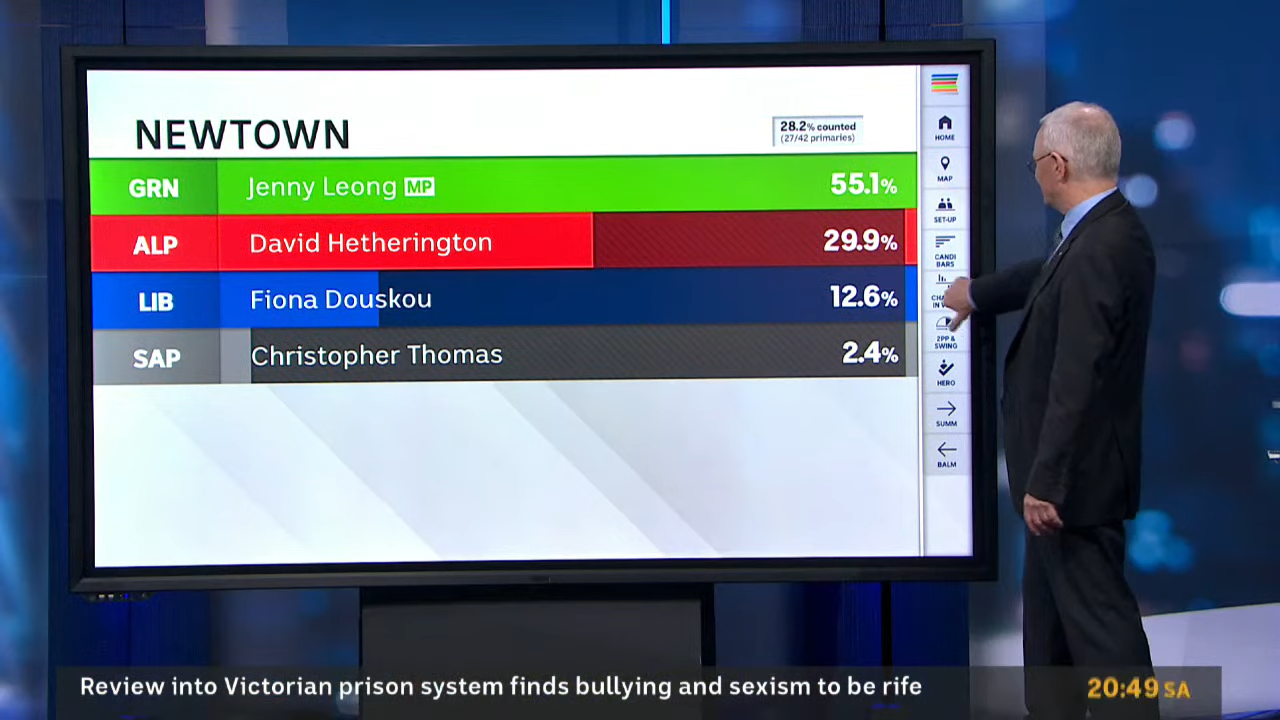 NEWTOWN
28.2% counted
(27/42 primaries)
GRN Jenny Leong MP 55.1%
ALP David Hetherington 29.9%
LIB Fiona Douskou 12.6%
SAP Christopher Thomas 2.4%
HOME
MAP
SET-UP
CANDI
BARS
2PP &
SWING
HERO
SUMM
BALM
Review into Victorian prison system finds bullying and sexism to be rife
20:49 SA